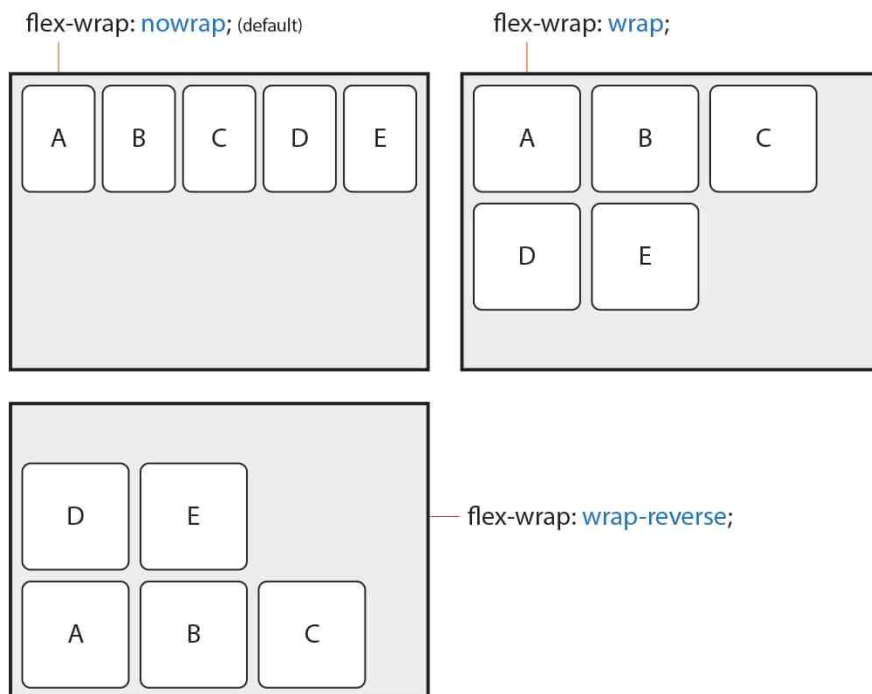 flex-wrap: nowrap; (default)
flex-wrap: wrap;
A B C D E
A B C
D E
D E
flex-wrap: wrap-reverse;
A B C